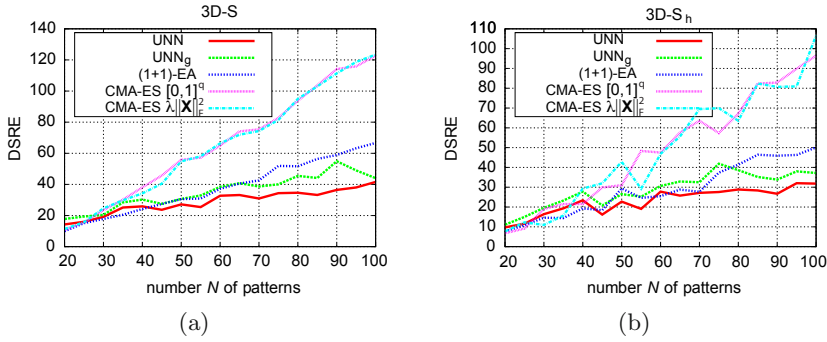 3D-S
140
120
100
80
60
40
20
0
DSRE
UNN
UNNg
(1+1)-EA
CMA-ES [0,1]q
CMA-ES λ||X||2F
20 30 40 50 60 70 80 90 100
number N of patterns
(a)
3D-Sh
110
100
90
80
70
60
50
40
30
20
10
0
DSRE
UNN
UNNg
(1+1)-EA
CMA-ES [0,1]q
CMA-ES λ||X||2F
20 30 40 50 60 70 80 90 100
number N of patterns
(b)